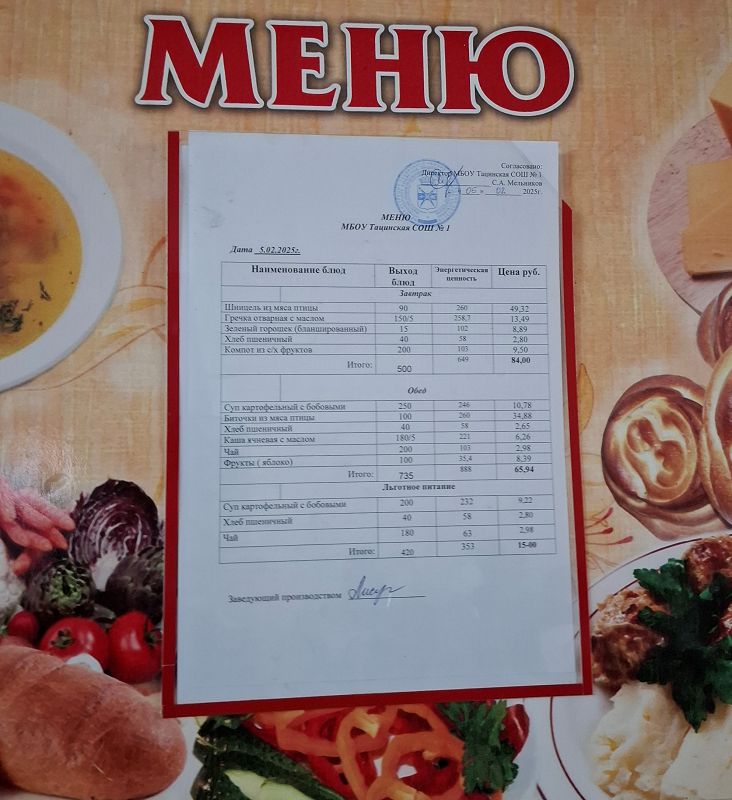 МЕНЮ
Согласовано:
Директор МБОУ Тацинская СОШ № 1
С.А. Мельников
« 05 » 02 2025г.
МЕНЮ
МБОУ Тацинская СОШ № 1
Дата 5.02.2025г.
Наименование блюд Выход блюд Энергетическая ценность Цена руб.
Завтрак
Шницель из мяса птицы 90 260 49,32
Гречка отварная с маслом 150/5 258,7 13,49
Зеленый горошек (бланшированный) 15 102 8,89
Хлеб пшеничный 40 58 2,80
Компот из с/х фруктов 200 103 9,50
Итого: 500 649 84,00
Обед
Суп картофельный с бобовыми 250 246 10,78
Биточки из мяса птицы 100 260 34,88
Хлеб пшеничный 40 58 2,65
Каша ячневая с маслом 180/5 221 6,26
Чай 200 103 2,98
Фрукты ( яблоко) 100 35,4 8,39
Итого: 735 888 65,94
Льготное питание
Суп картофельный с бобовыми 200 232 9,22
Хлеб пшеничный 40 58 2,80
Чай 180 63 2,98
Итого: 420 353 15-00
Заведующий производством